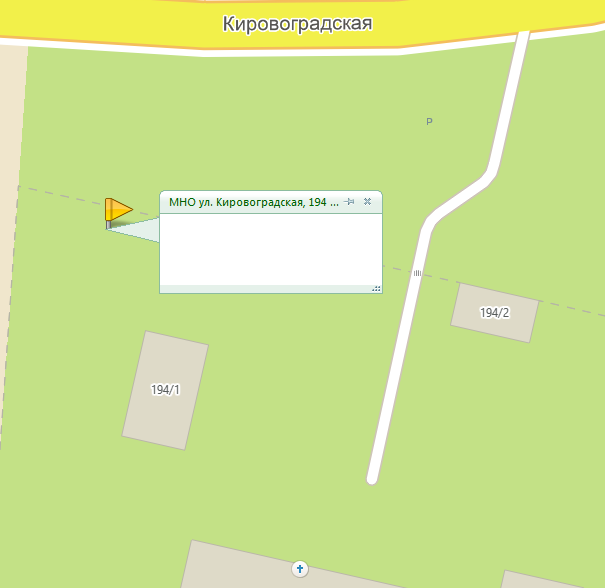 Кировоградская
P
МНО ул. Кировоградская, 194 ...
194/2
194/1